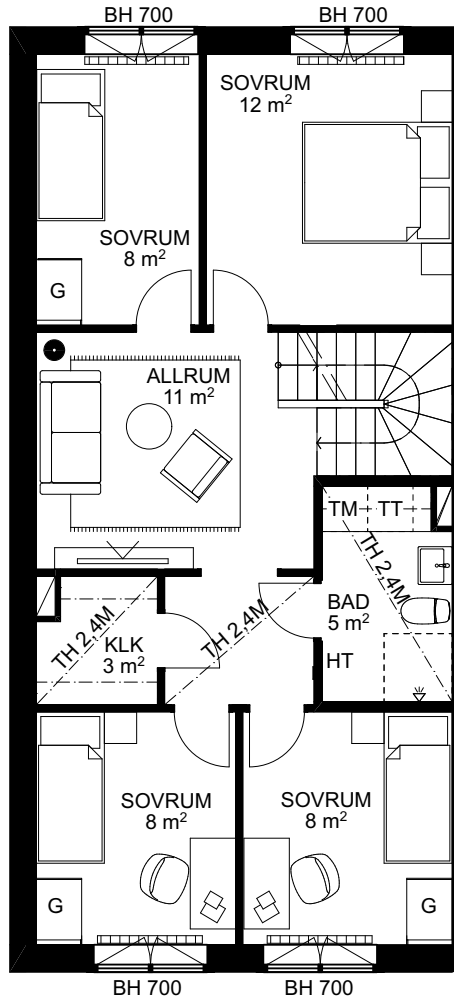 BH 700
BH 700
SOVRUM
12 m²
SOVRUM
8 m²
G
ALLRUM
11 m²
TM
TT
TH 2,4M
TH 2,4M
TH 2,4M
BAD
5 m²
KLK
3 m²
HT
SOVRUM
8 m²
SOVRUM
8 m²
G
G
BH 700
BH 700